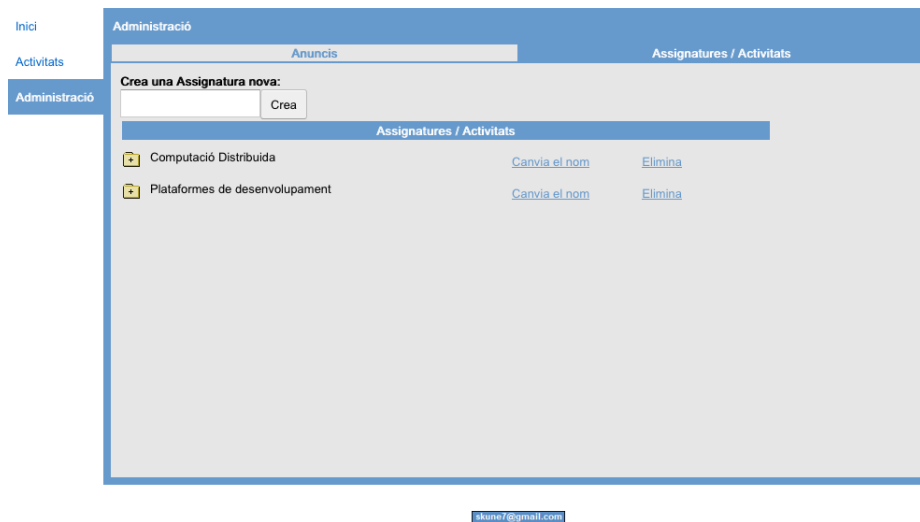 Inici
Activitats
Administració
Administració
Anuncis Assignatures / Activitats
Crea una Assignatura nova:
Crea
Assignatures / Activitats
Computació Distribuida Canvia el nom Elimina
Plataformes de desenvolupament Canvia el nom Elimina
skune7@gmail.com